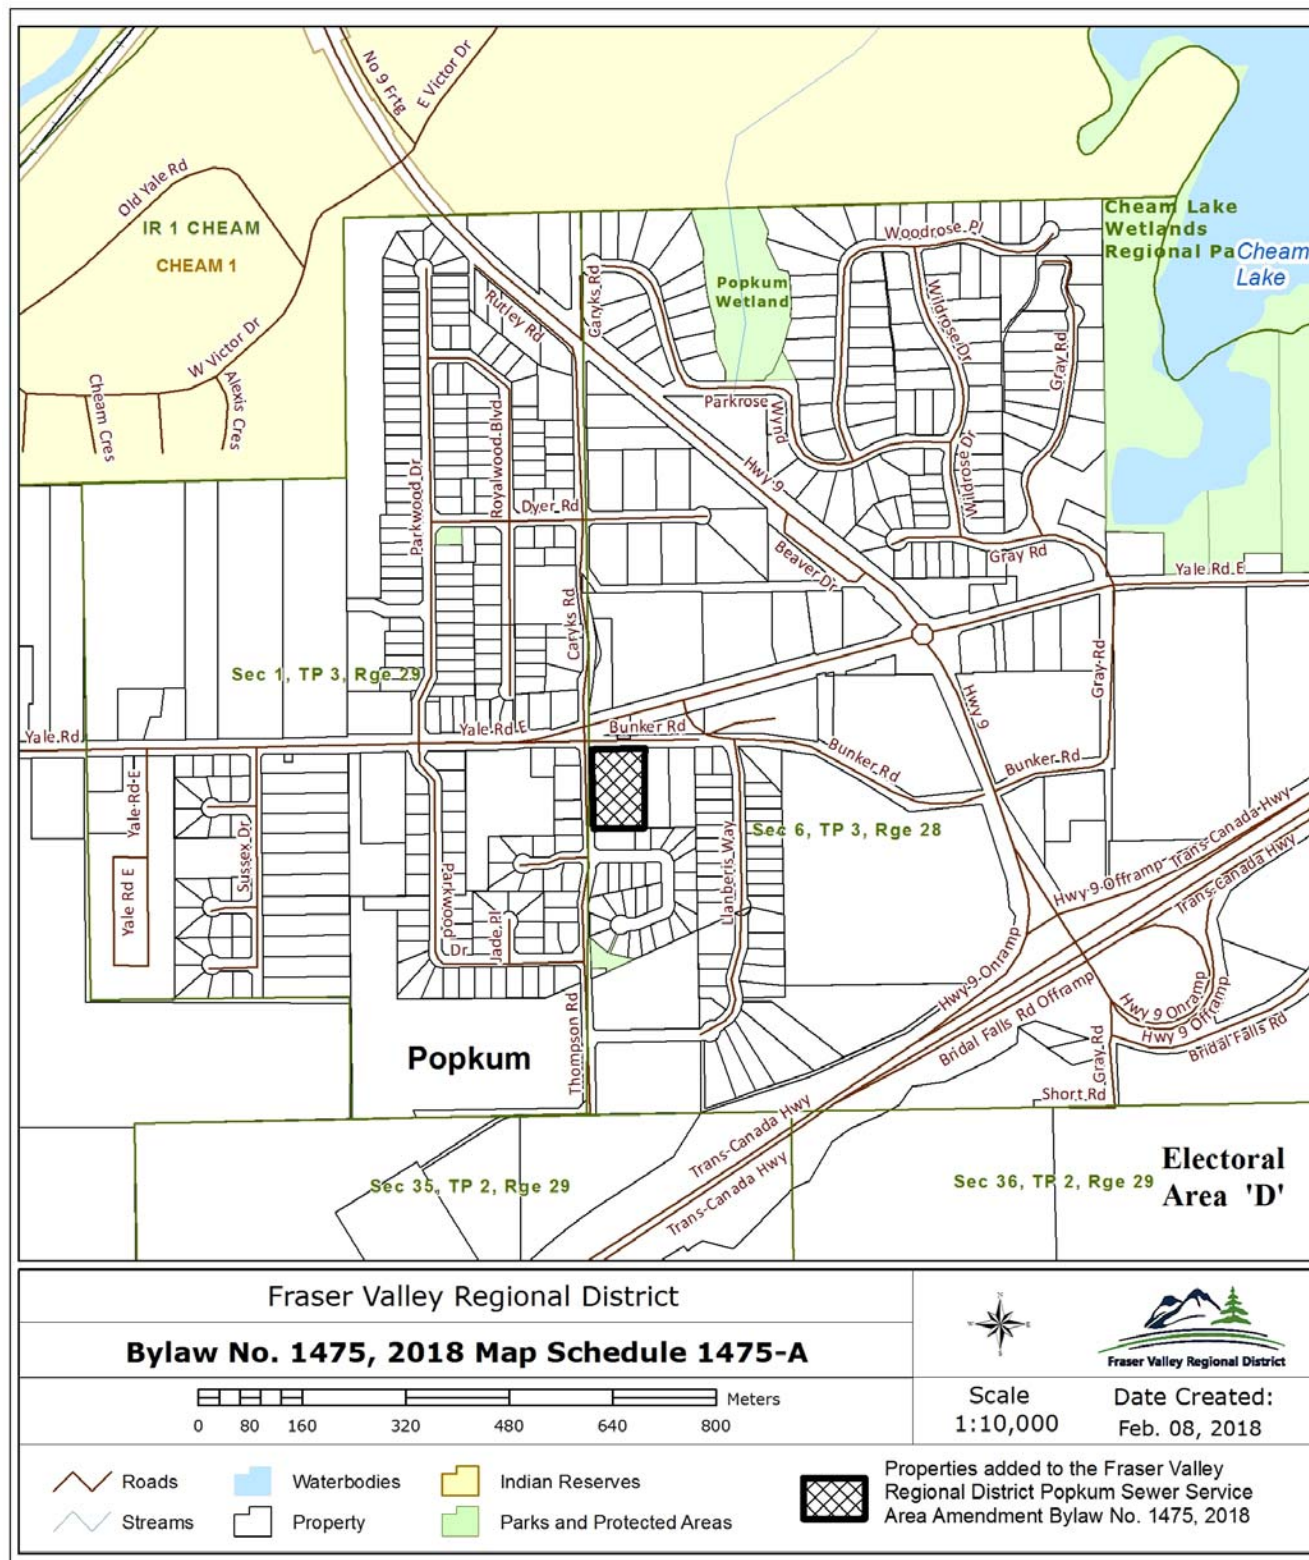 No 9 Frtg
E Victor Dr
Old Yale Rd
IR 1 CHEAM
CHEAM 1
W Victor Dr
Cheam Cres
Alexis Cres
Cheam Lake
Wetlands
Regional Pa
Cheam
Lake
Woodrose Pl
Popkum
Wetland
Caryks Rd
Rutley Rd
Wildrose Dr
Gray Rd
Parkrose
Wynd
Royalwood Blvd
Parkwood Dr
Hwy 9
Wildrose Dr
Dyer Rd
Beaver Dr
Gray Rd
Yale Rd E
Caryks Rd
Sec 1, TP 3, Rge 29
Gray Rd
Hwy 9
Yale Rd
Yale Rd E
Bunker Rd
Bunker Rd
Bunker Rd
Yale Rd E
Sussex Dr
Yale Rd E
Parkwood
Dr
Jade Pl
Llanberis Way
Sec 6, TP 3, Rge 28
Hwy 9 Offramp
Trans-Canada Hwy
Trans-Canada Hwy
Hwy 9 Onramp
Bridal Falls Rd Offramp
Hwy 9 Onramp
Hwy 9 Offramp
Bridal Falls Rd
Gray Rd
Short Rd
Thompson Rd
Popkum
Trans-Canada Hwy
Trans-Canada Hwy
Sec 35, TP 2, Rge 29
Sec 36, TP 2, Rge 29
Electoral
Area 'D'
Fraser Valley Regional District
Bylaw No. 1475, 2018 Map Schedule 1475-A
Meters
0 80 160 320 480 640 800
N
W E
S
Fraser Valley Regional District
Scale
1:10,000
Date Created:
Feb. 08, 2018
Roads
Waterbodies
Indian Reserves
Streams
Property
Parks and Protected Areas
Properties added to the Fraser Valley
Regional District Popkum Sewer Service
Area Amendment Bylaw No. 1475, 2018